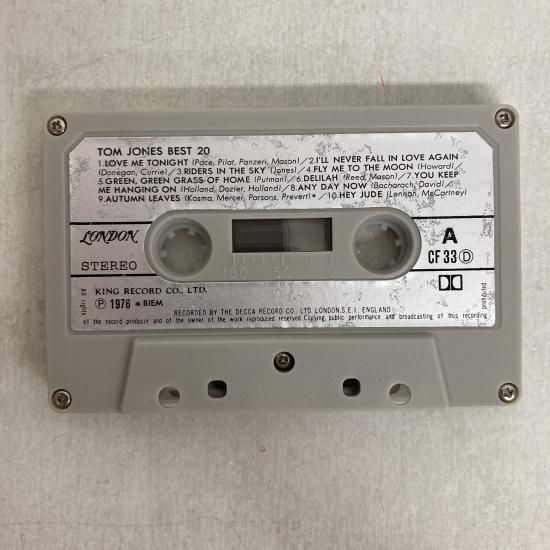 TOM JONES BEST 20
1.LOVE ME TONIGHT (Pace, Pilat, Panzeri, Mason)/2.I'LL NEVER FALL IN LOVE AGAIN
(Donegan, Currie)/3.RIDERS IN THE SKY (Jones)/4.FLY ME TO THE MOON (Howard)/
5.GREEN, GREEN GRASS OF HOME (Putman)/6.DELILAH (Reed, Mason)/7.YOU KEEP
ME HANGING ON (Holland, Dozier, Holland)/8.ANY DAY NOW (Bacharach, David)/
9.AUTUMN LEAVES (Kosma, Mercer, Parsons, Prevert)*/10.HEY JUDE (Lennon, McCartney)
LONDON
A
STEREO
CF 33 D
100 50 0
KING RECORD CO., LTD.
℗ 1976 * BIEM
RECORDED BY THE DECCA RECORD CO. LTD. LONDON.S.E.I. ENGLAND
All rights of the record producer and of the owner of the work reproduced reserved Copying, public performance and broadcasting of this recording prohibited